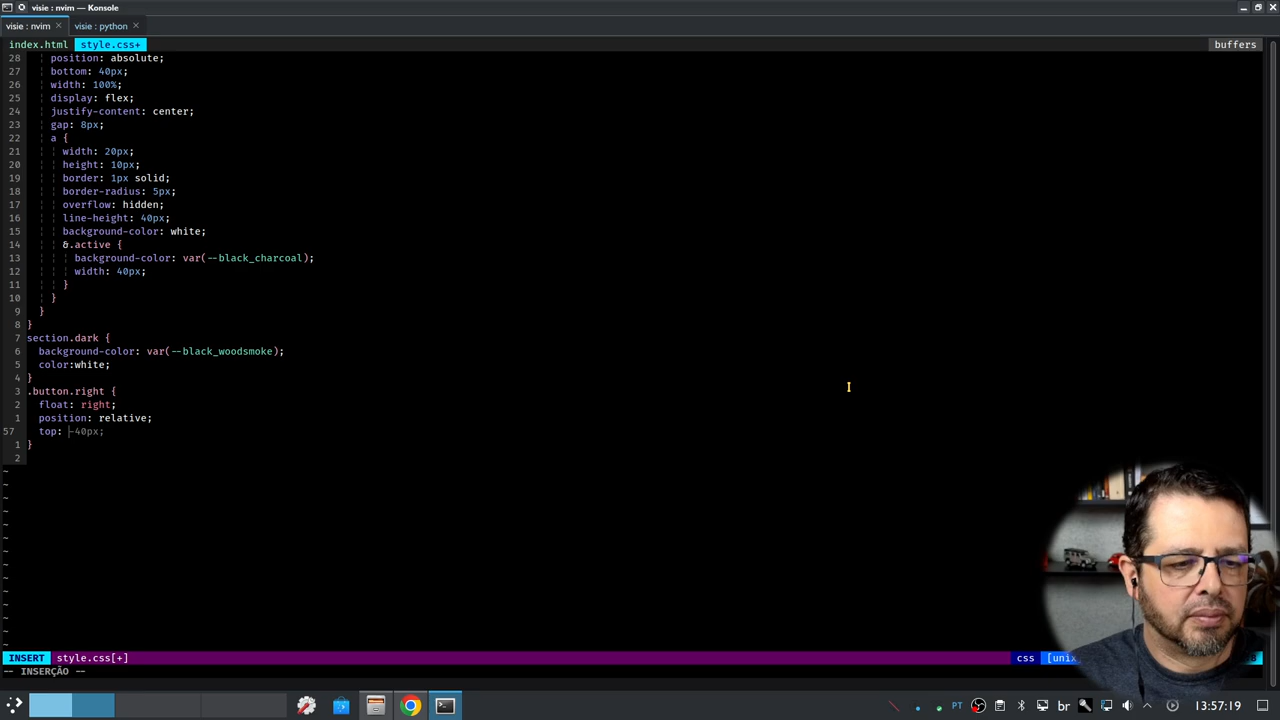 visie : nvim — Konsole
visie : nvim
visie : python
index.html style.css+ buffers
28 position: absolute;
27 bottom: 40px;
26 width: 100%;
25 display: flex;
24 justify-content: center;
23 gap: 8px;
22 a {
21 width: 20px;
20 height: 10px;
19 border: 1px solid;
18 border-radius: 5px;
17 overflow: hidden;
16 line-height: 40px;
15 background-color: white;
14 &.active {
13 background-color: var(--black_charcoal);
12 width: 40px;
11 }
10 }
9 }
8 }
7 section.dark {
6 background-color: var(--black_woodsmoke);
5 color:white;
4 }
3 .button.right {
2 float: right;
1 position: relative;
57 top: -40px;
1 }
2
~
~
~
~
~
~
~
~
~
~
~
~
~
~
INSERT style.css[+] css [unix
-- INSERÇÃO --
PT br 13:57:19